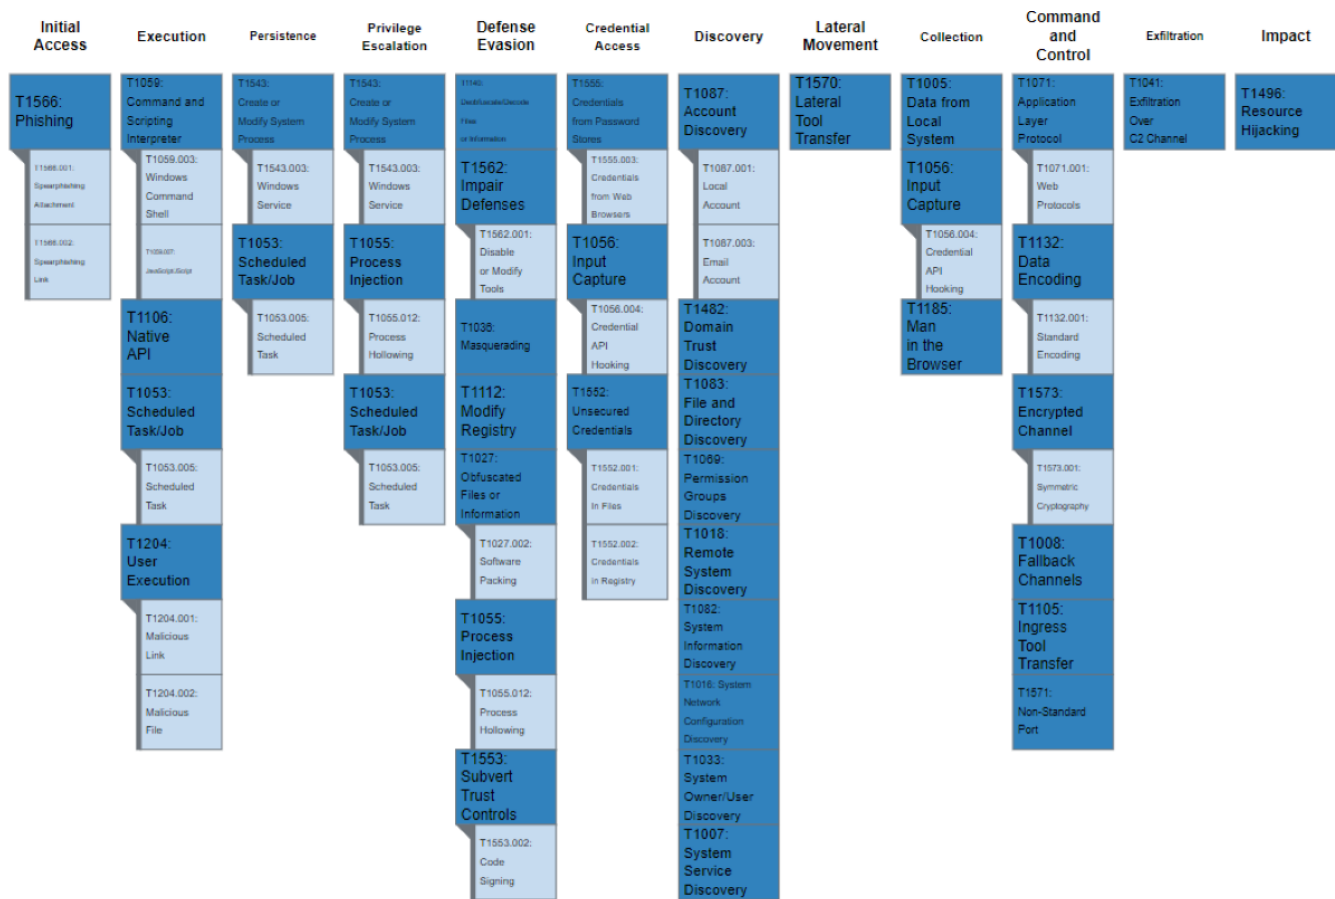 Initial
Access
Execution
Persistence
Privilege
Escalation
Defense
Evasion
Credential
Access
Discovery
Lateral
Movement
Collection
Command
and
Control
Exfiltration
Impact
T1566:
Phishing
T1566.001:
Spearphishing
Attachment
T1566.002:
Spearphishing
Link
T1059:
Command and
Scripting
Interpreter
T1059.003:
Windows
Command
Shell
T1059.007:
JavaScript/JScript
T1106:
Native
API
T1053:
Scheduled
Task/Job
T1053.005:
Scheduled
Task
T1204:
User
Execution
T1204.001:
Malicious
Link
T1204.002:
Malicious
File
T1543:
Create or
Modify System
Process
T1543.003:
Windows
Service
T1053:
Scheduled
Task/Job
T1053.005:
Scheduled
Task
T1543:
Create or
Modify System
Process
T1543.003:
Windows
Service
T1055:
Process
Injection
T1055.012:
Process
Hollowing
T1053:
Scheduled
Task/Job
T1053.005:
Scheduled
Task
T1140:
Deobfuscate/Decode
Files
or Information
T1562:
Impair
Defenses
T1562.001:
Disable
or Modify
Tools
T1036:
Masquerading
T1112:
Modify
Registry
T1027:
Obfuscated
Files or
Information
T1027.002:
Software
Packing
T1055:
Process
Injection
T1055.012:
Process
Hollowing
T1553:
Subvert
Trust
Controls
T1553.002:
Code
Signing
T1555:
Credentials
from Password
Stores
T1555.003:
Credentials
from Web
Browsers
T1056:
Input
Capture
T1056.004:
Credential
API
Hooking
T1552:
Unsecured
Credentials
T1552.001:
Credentials
In Files
T1552.002:
Credentials
in Registry
T1087:
Account
Discovery
T1087.001:
Local
Account
T1087.003:
Email
Account
T1482:
Domain
Trust
Discovery
T1083:
File and
Directory
Discovery
T1069:
Permission
Groups
Discovery
T1018:
Remote
System
Discovery
T1082:
System
Information
Discovery
T1016: System
Network
Configuration
Discovery
T1033:
System
Owner/User
Discovery
T1007:
System
Service
Discovery
T1570:
Lateral
Tool
Transfer
T1005:
Data from
Local
System
T1056:
Input
Capture
T1056.004:
Credential
API
Hooking
T1185:
Man
in the
Browser
T1071:
Application
Layer
Protocol
T1071.001:
Web
Protocols
T1132:
Data
Encoding
T1132.001:
Standard
Encoding
T1573:
Encrypted
Channel
T1573.001:
Symmetric
Cryptography
T1008:
Fallback
Channels
T1105:
Ingress
Tool
Transfer
T1571:
Non-Standard
Port
T1041:
Exfiltration
Over
C2 Channel
T1496:
Resource
Hijacking